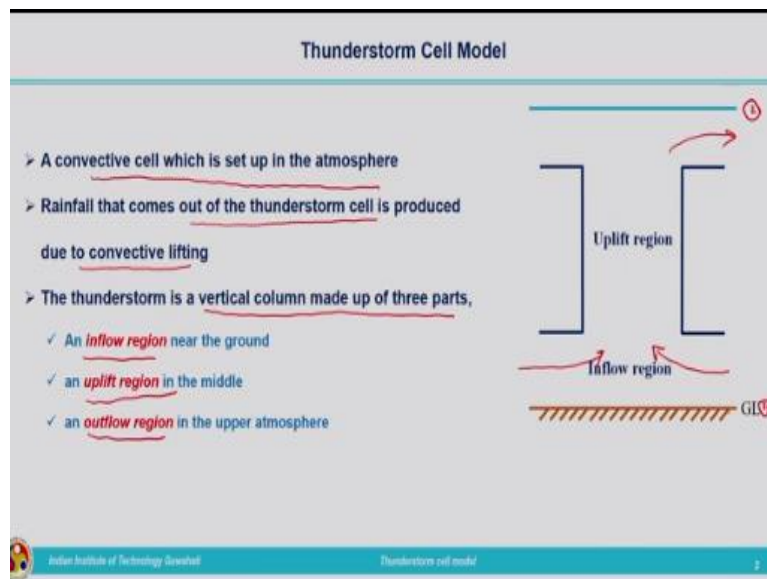 Thunderstorm Cell Model
➢ A convective cell which is set up in the atmosphere
➢ Rainfall that comes out of the thunderstorm cell is produced
due to convective lifting
➢ The thunderstorm is a vertical column made up of three parts,
✓ An inflow region near the ground
✓ an uplift region in the middle
✓ an outflow region in the upper atmosphere
Uplift region
Inflow region
GL
Indian Institute of Technology Guwahati
Thunderstorm cell model